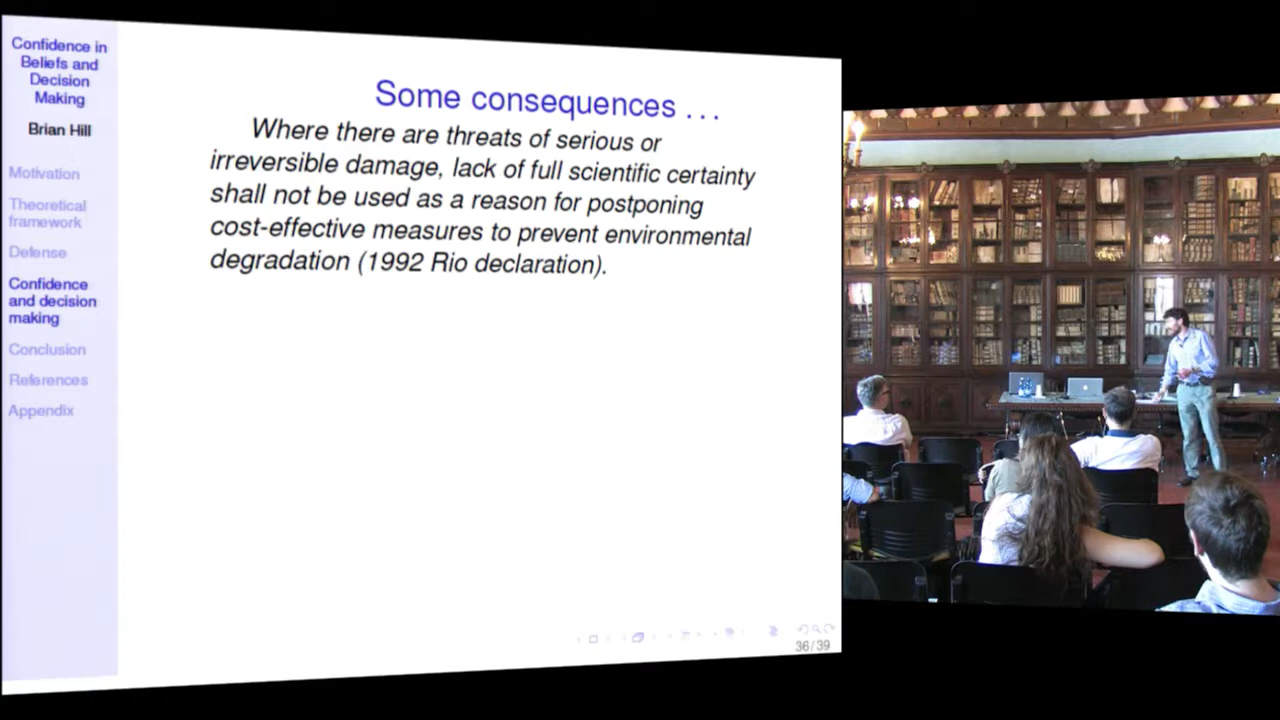 Confidence in
Beliefs and
Decision
Making
Brian Hill
Motivation
Theoretical
framework
Defense
Confidence
and decision
making
Conclusion
References
Appendix
Some consequences . . .
Where there are threats of serious or
irreversible damage, lack of full scientific certainty
shall not be used as a reason for postponing
cost-effective measures to prevent environmental
degradation (1992 Rio declaration).
36/39